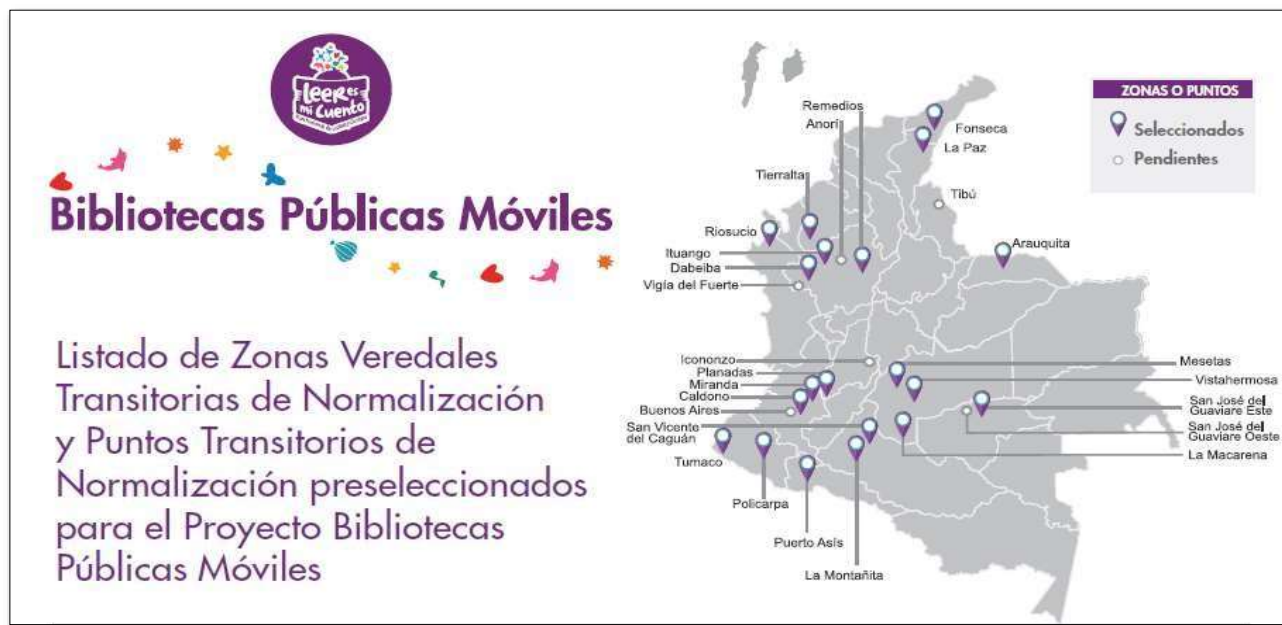 Leer es
mi Cuento
Bibliotecas Públicas Móviles
Listado de Zonas Veredales
Transitorias de Normalización
y Puntos Transitorios de
Normalización preseleccionados
para el Proyecto Bibliotecas
Públicas Móviles
ZONAS O PUNTOS
Seleccionados
Pendientes
Remedios
Anorí
Fonseca
La Paz
Tierralta
Tibú
Riosucio
Arauquita
Ituango
Dabeiba
Vigía del Fuerte
Icononzo
Planadas
Miranda
Caldono
Buenos Aires
San Vicente
del Caguán
Tumaco
Mesetas
Vistahermosa
San José del
Guaviare Este
San José del
Guaviare Oeste
La Macarena
Policarpa
Puerto Asís
La Montañita